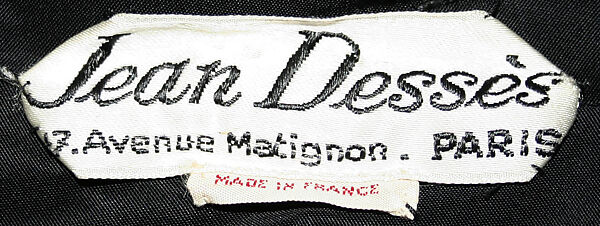 Jean Dessès
17.Avenue Matignon. PARIS
MADE IN FRANCE